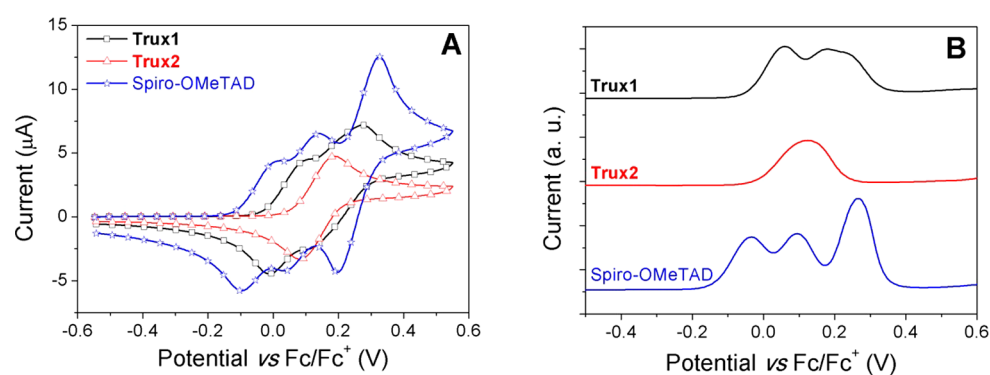 A
Trux1
Trux2
Spiro-OMeTAD
15
10
5
0
-5
Current (μA)
-0.6 -0.4 -0.2 0.0 0.2 0.4 0.6
Potential vs Fc/Fc+ (V)
B
Trux1
Trux2
Spiro-OMeTAD
Current (a. u.)
-0.4 -0.2 0.0 0.2 0.4 0.6
Potential vs Fc/Fc+ (V)